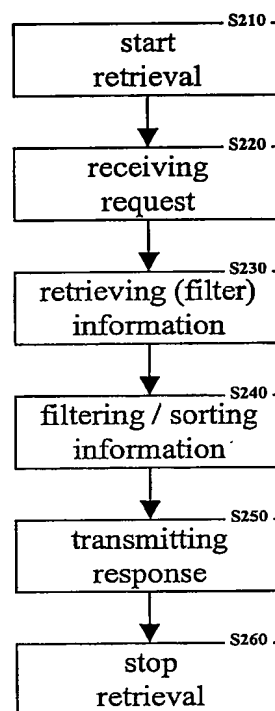 S210
start
retrieval
S220
receiving
request
S230
retrieving (filter)
information
S240
filtering / sorting
information
S250
transmitting
response
S260
stop
retrieval